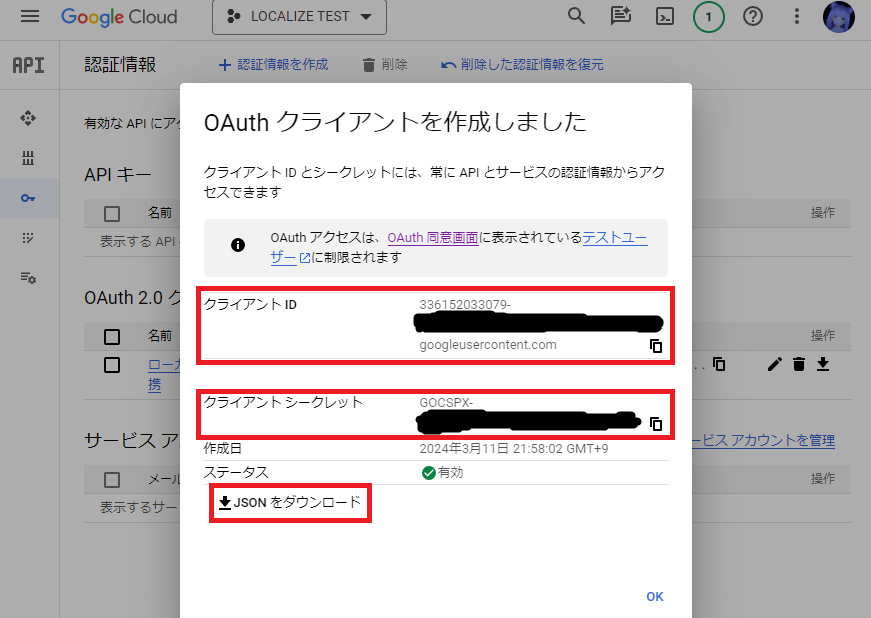 Google Cloud
LOCALIZE TEST
1
API
認証情報
認証情報を作成
削除
削除した認証情報を復元
有効な API にアク
API キー
名前
操作
表示する API
OAuth 2.0 ク
名前
操作
ローカ
携
サービス ア
ービス アカウントを管理
メール
操作
表示するサー
OAuth クライアントを作成しました
クライアント ID とシークレットには、常に API とサービスの認証情報からアク
セスできます
OAuth アクセスは、OAuth 同意画面に表示されているテストユー
ザーに制限されます
クライアント ID
336152033079-
googleusercontent.com
クライアント シークレット
GOCSPX-
作成日
2024年3月11日 21:58:02 GMT+9
ステータス
有効
JSON をダウンロード
OK